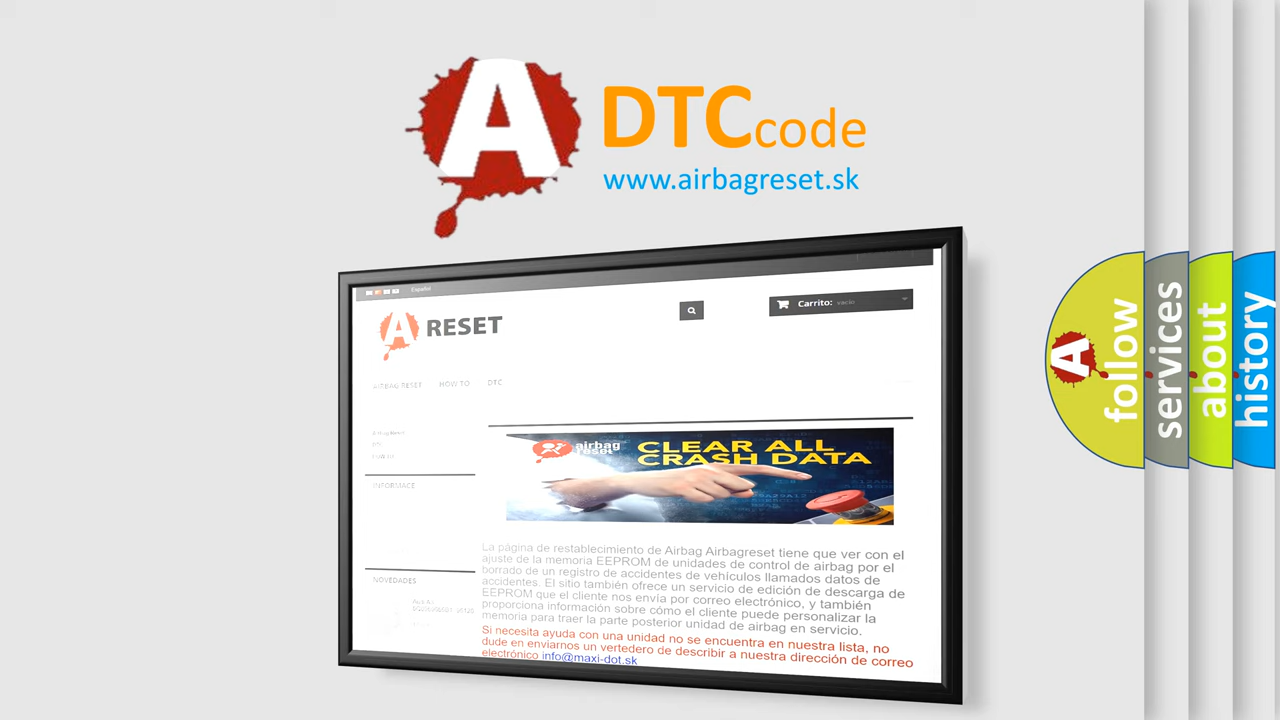 A DTCcode
www.airbagreset.sk
Español
A RESET
Carrito: vacío
AIRBAG RESET HOW TO DTC
airbag
reset
CLEAR ALL
CRASH DATA
INFORMACE
La página de restablecimiento de Airbag Airbagreset tiene que ver con el
ajuste de la memoria EEPROM de unidades de control de airbag por el
borrado de un registro de accidentes de vehículos llamados datos de
accidentes. El sitio también ofrece un servicio de edición de descarga de
EEPROM que el cliente nos envía por correo electrónico, y también
proporciona información sobre cómo el cliente puede personalizar la
memoria para traer la parte posterior unidad de airbag en servicio.
NOVEDADES
Si necesita ayuda con una unidad no se encuentra en nuestra lista, no
dude en enviarnos un vertedero de describir a nuestra dirección de correo
electrónico info@maxi-dot.sk
A
follow
services
about
history